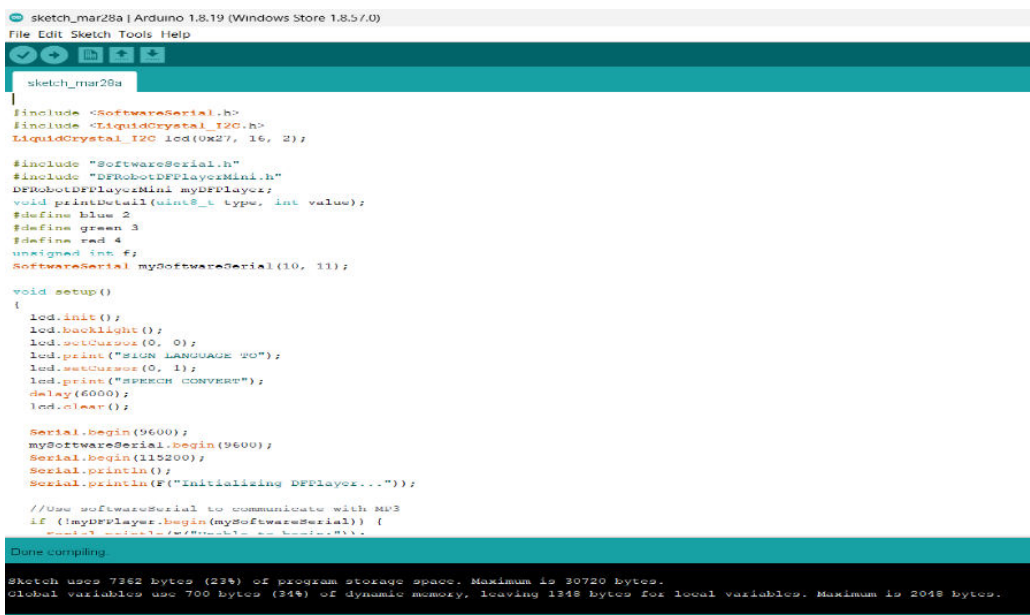 sketch_mar28a | Arduino 1.8.19 (Windows Store 1.8.57.0)
File Edit Sketch Tools Help
sketch_mar28a
#include <SoftwareSerial.h>
#include <LiquidCrystal_I2C.h>
LiquidCrystal_I2C lcd(0x27, 16, 2);
#include "SoftwareSerial.h"
#include "DFRobotDFPlayerMini.h"
DFRobotDFPlayerMini myDFPlayer;
void printDetail(uint8_t type, int value);
#define blue 2
#define green 3
#define red 4
unsigned int f;
SoftwareSerial mySoftwareSerial(10, 11);
void setup()
{
lcd.init();
lcd.backlight();
lcd.setCursor(0, 0);
lcd.print("SIGN LANGUAGE TO");
lcd.setCursor(0, 1);
lcd.print("SPEECH CONVERT");
delay(6000);
lcd.clear();
Serial.begin(9600);
mySoftwareSerial.begin(9600);
Serial.begin(115200);
Serial.println();
Serial.println(F("Initializing DFPlayer..."));
//Use softwareSerial to communicate with MP3
if (!myDFPlayer.begin(mySoftwareSerial)) {
Done compiling.
Sketch uses 7362 bytes (23%) of program storage space. Maximum is 30720 bytes.
Global variables use 700 bytes (34%) of dynamic memory, leaving 1348 bytes for local variables. Maximum is 2048 bytes.